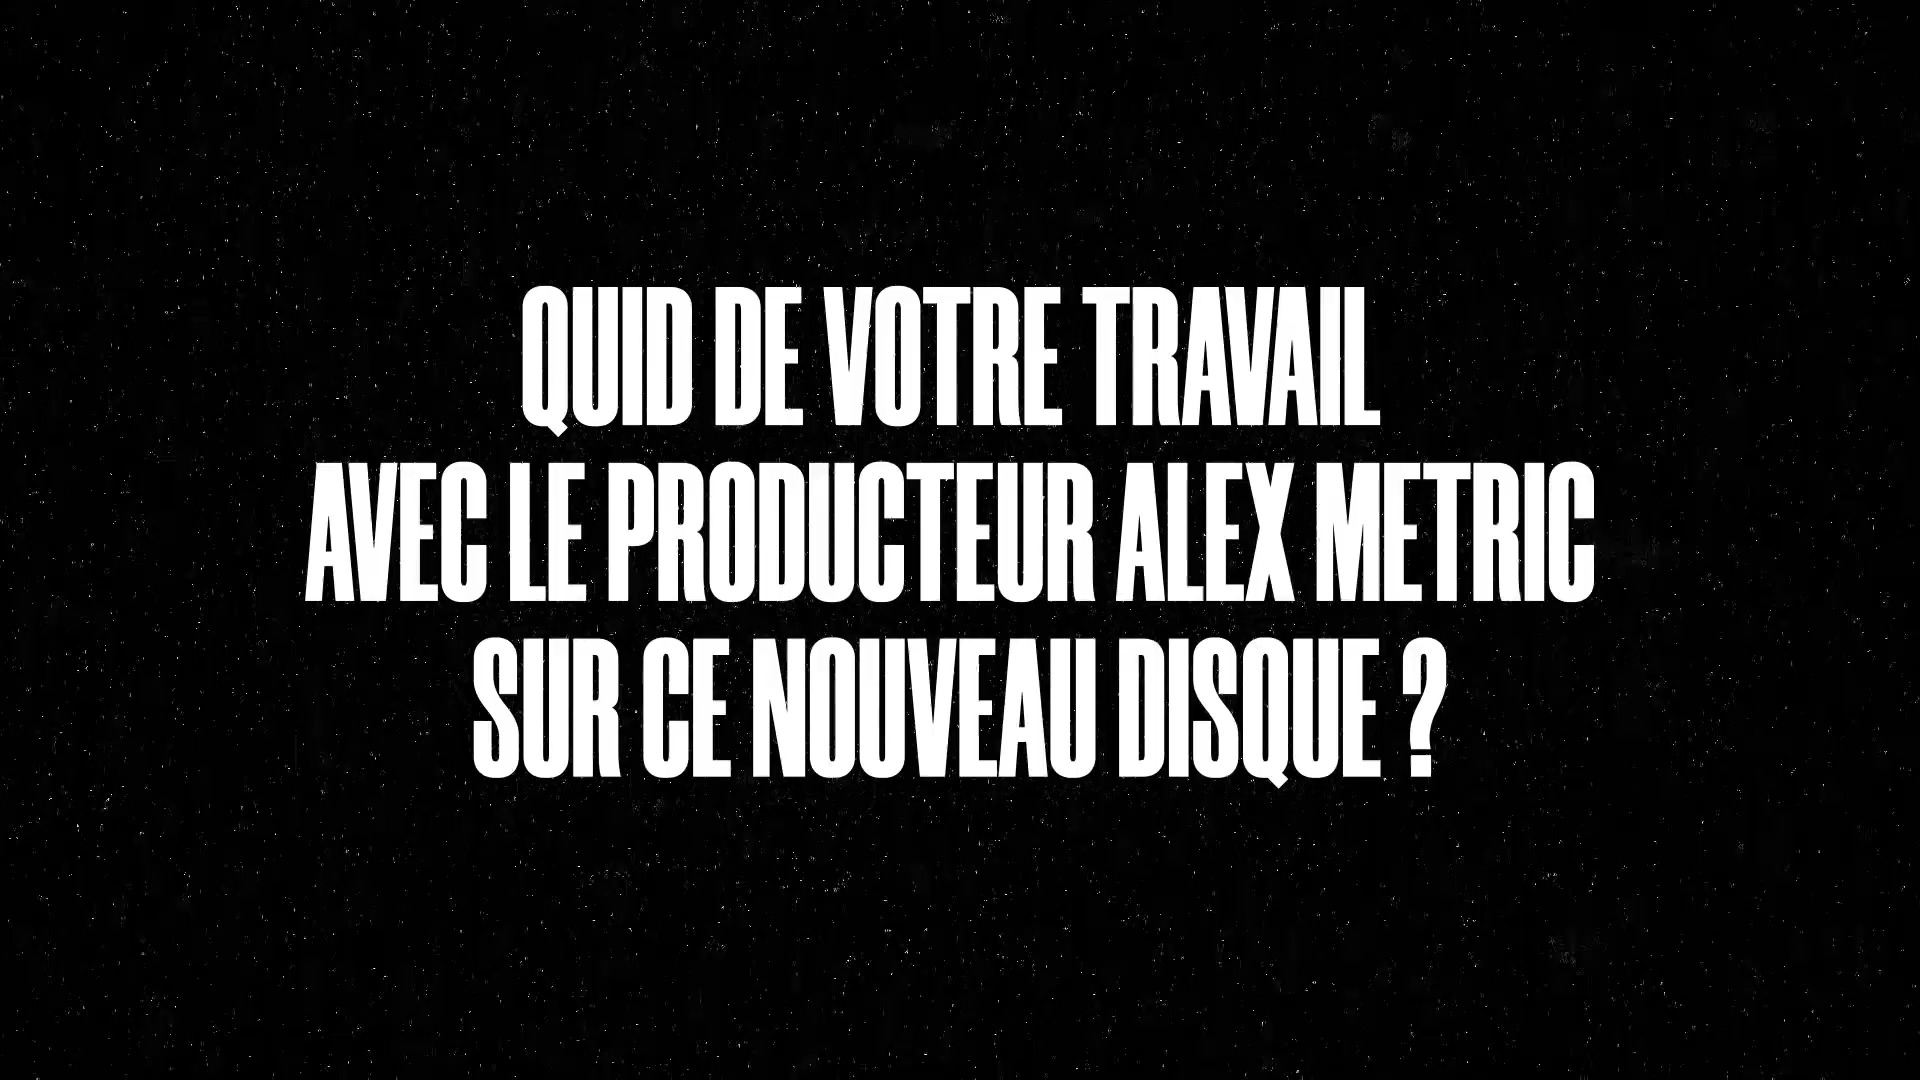 QUID DE VOTRE TRAVAIL
AVEC LE PRODUCTEUR ALEX METRIC
SUR CE NOUVEAU DISQUE ?